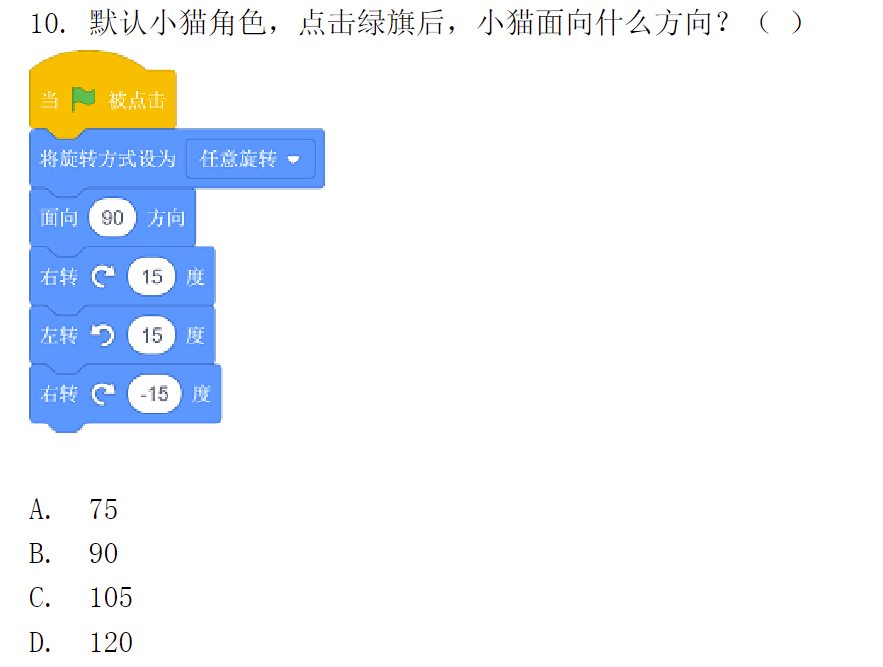 10. 默认小猫角色，点击绿旗后，小猫面向什么方向？（ ）
当 被点击
将旋转方式设为 任意旋转
面向 90 方向
右转 15 度
左转 15 度
右转 -15 度
A. 75
B. 90
C. 105
D. 120